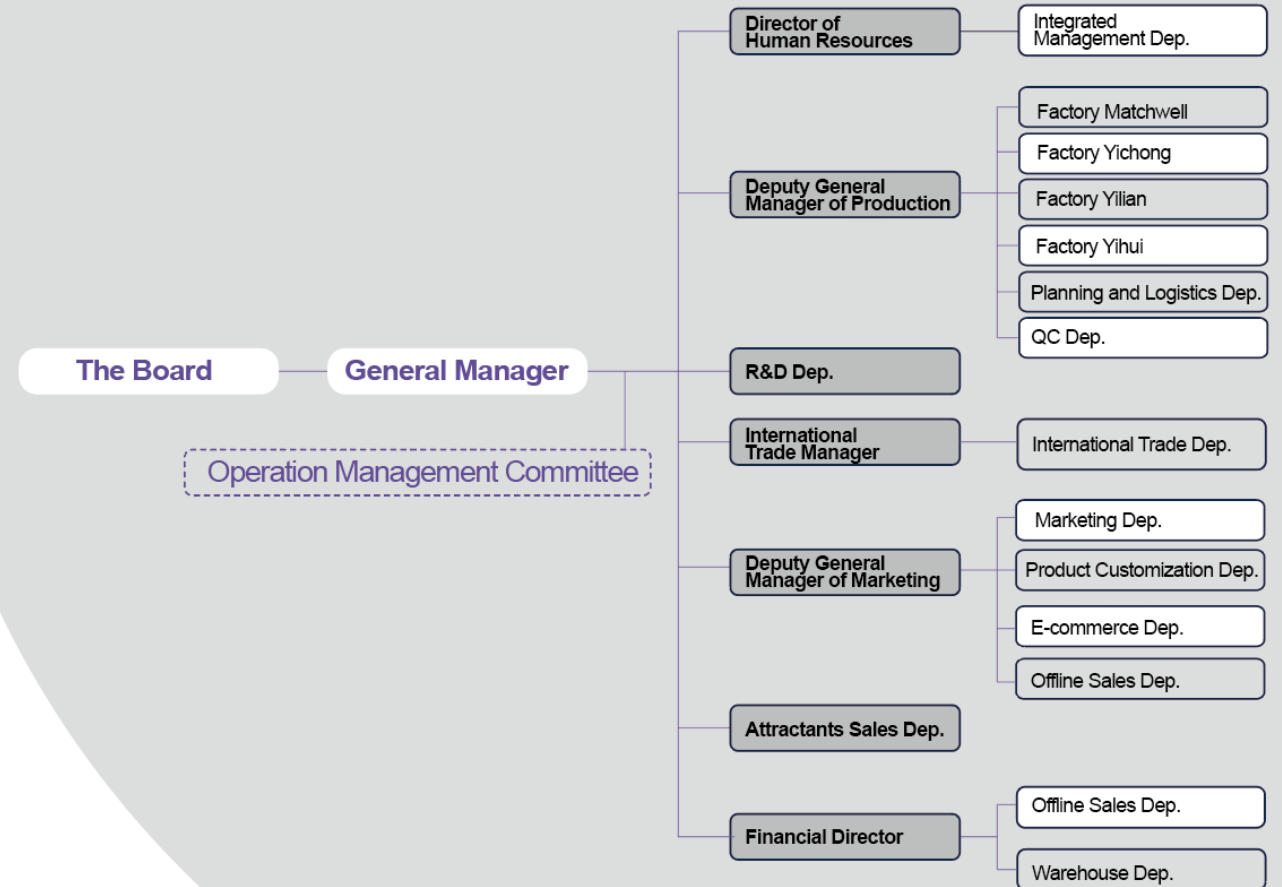 The Board
General Manager
Operation Management Committee
Director of
Human Resources
Integrated
Management Dep.
Deputy General
Manager of Production
Factory Matchwell
Factory Yichong
Factory Yilian
Factory Yihui
Planning and Logistics Dep.
QC Dep.
R&D Dep.
International
Trade Manager
International Trade Dep.
Deputy General
Manager of Marketing
Marketing Dep.
Product Customization Dep.
E-commerce Dep.
Offline Sales Dep.
Attractants Sales Dep.
Financial Director
Offline Sales Dep.
Warehouse Dep.